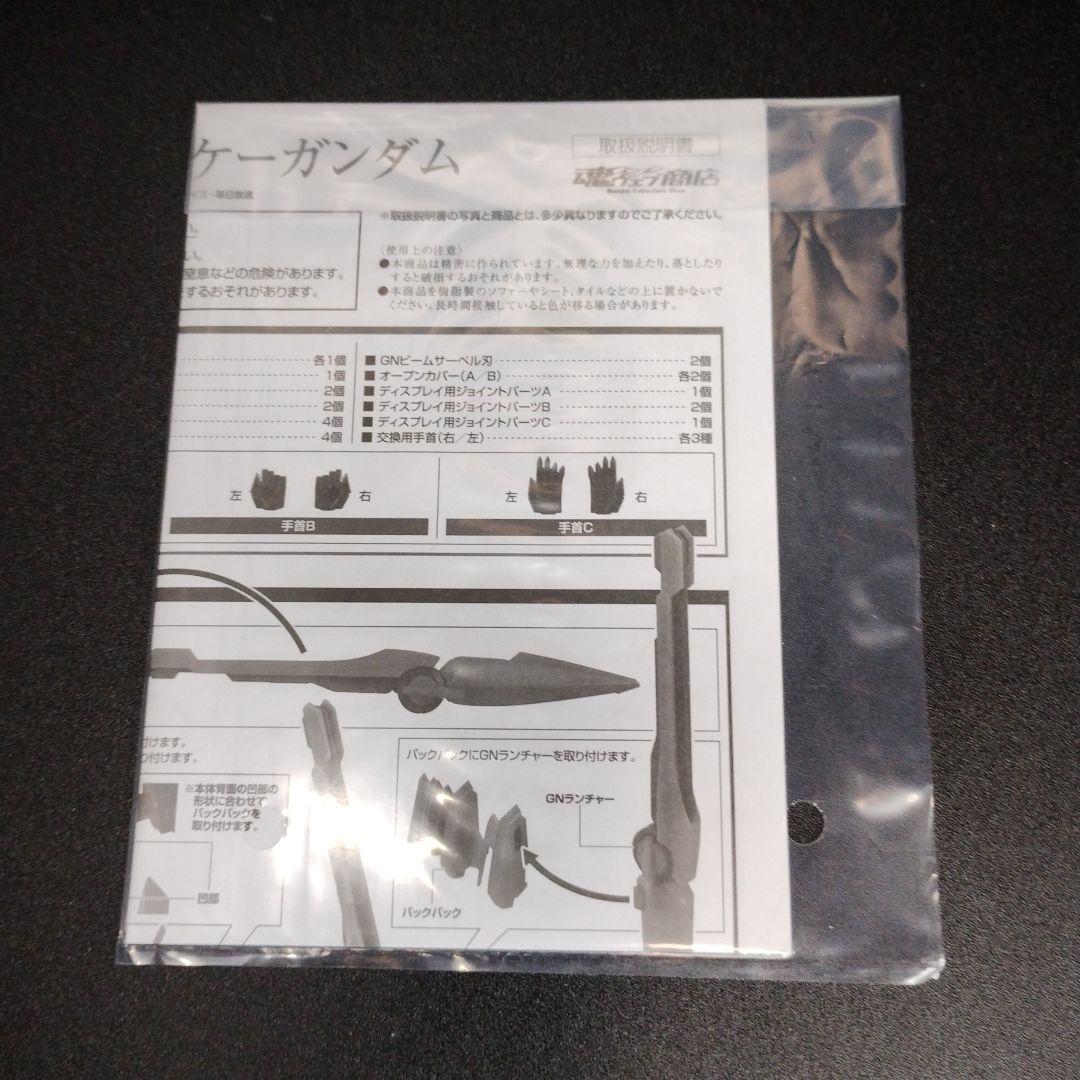 ケーガンダム
取扱説明書
魂ウェブ商店
Bandai Collectors Shop
イズ・毎日放送
※取扱説明書の写真と商品とは、多少異なりますのでご了承ください。
い。
い。
窒息などの危険があります。
するおそれがあります。
〈使用上の注意〉
●本商品は精密に作られています。無理な力を加えたり、落としたり
すると破損するおそれがあります。
●本商品を樹脂製のソファーやシート、タイルなどの上に置かないで
ください。長時間接触していると色が移る場合があります。
各1個
1個
2個
2個
4個
4個
■ GNビームサーベル刃 2個
■ オープンカバー(A/B) 各2個
■ ディスプレイ用ジョイントパーツA 1個
■ ディスプレイ用ジョイントパーツB 2個
■ ディスプレイ用ジョイントパーツC 1個
■ 交換用手首(右/左) 各3種
左 右
手首B
左 右
手首C
付けます。
り付けます。
※本体背面の凹部の
形状に合わせて
バックパックを
取り付けます。
凹部
バックパックにGNランチャーを取り付けます。
GNランチャー
バックパック